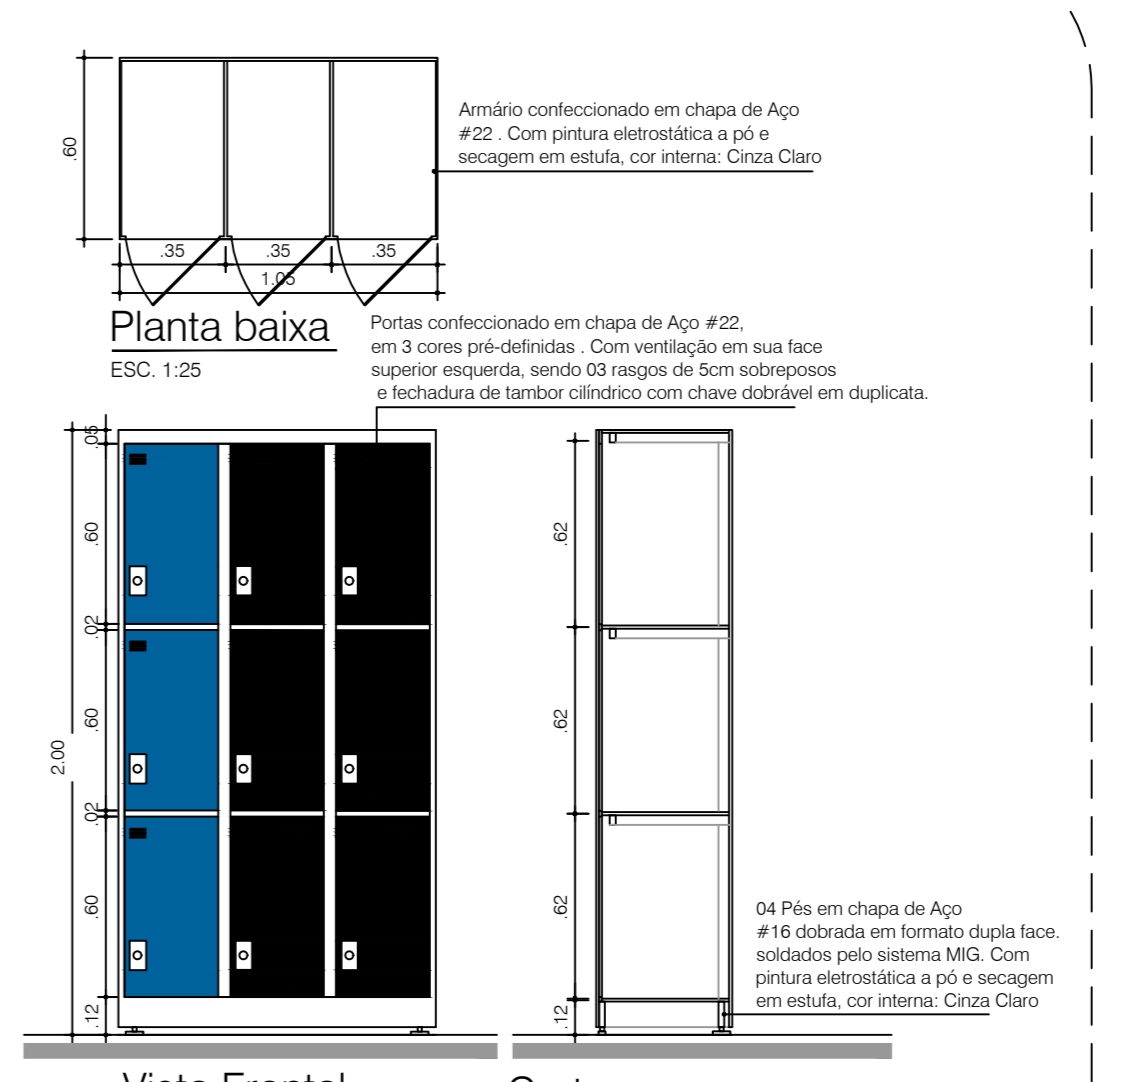 .60
Armário confeccionado em chapa de Aço
#22 . Com pintura eletrostática a pó e
secagem em estufa, cor interna: Cinza Claro
.35 .35 .35
1.05
Planta baixa
ESC. 1:25
Portas confeccionado em chapa de Aço #22,
em 3 cores pré-definidas . Com ventilação em sua face
superior esquerda, sendo 03 rasgos de 5cm sobreposos
e fechadura de tambor cilíndrico com chave dobrável em duplicata.
.05
.60
.02
.60
.02
.60
.12
2.00
.62
.62
.62
.12
04 Pés em chapa de Aço
#16 dobrada em formato dupla face.
soldados pelo sistema MIG. Com
pintura eletrostática a pó e secagem
em estufa, cor interna: Cinza Claro
Vista Frontal